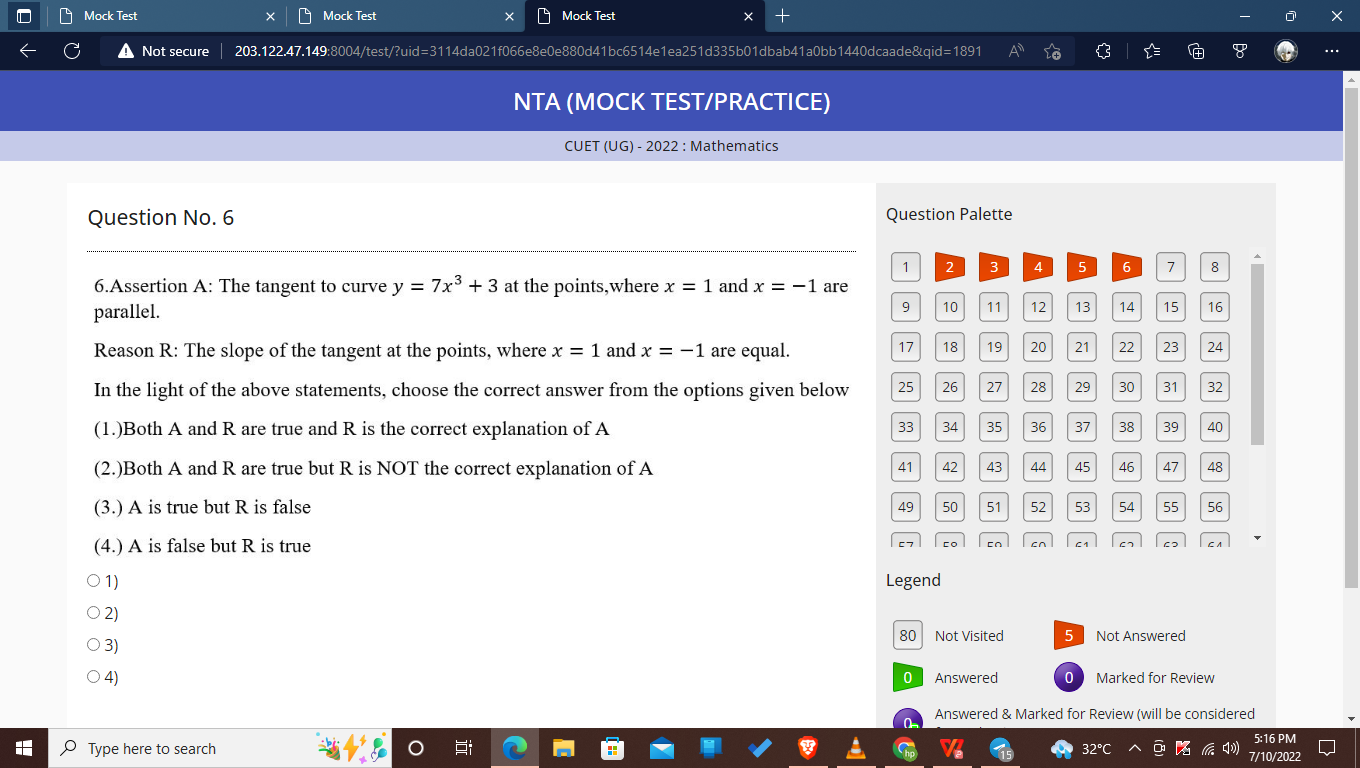 Mock Test
Mock Test
Mock Test
Not secure 203.122.47.149:8004/test/?uid=3114da021f066e8e0e880d41bc6514e1ea251d335b01dbab41a0bb1440dcaade&qid=1891
NTA (MOCK TEST/PRACTICE)
CUET (UG) - 2022 : Mathematics
Question No. 6
6.Assertion A: The tangent to curve y = 7x³ + 3 at the points,where x = 1 and x = −1 are
parallel.
Reason R: The slope of the tangent at the points, where x = 1 and x = −1 are equal.
In the light of the above statements, choose the correct answer from the options given below
(1.)Both A and R are true and R is the correct explanation of A
(2.)Both A and R are true but R is NOT the correct explanation of A
(3.) A is true but R is false
(4.) A is false but R is true
1)
2)
3)
4)
Question Palette
1 2 3 4 5 6 7 8
9 10 11 12 13 14 15 16
17 18 19 20 21 22 23 24
25 26 27 28 29 30 31 32
33 34 35 36 37 38 39 40
41 42 43 44 45 46 47 48
49 50 51 52 53 54 55 56
57 58 59 60 61 62 63 64
Legend
80 Not Visited
5 Not Answered
0 Answered
0 Marked for Review
0 Answered & Marked for Review (will be considered
Type here to search
hp
15
32°C
5:16 PM
7/10/2022